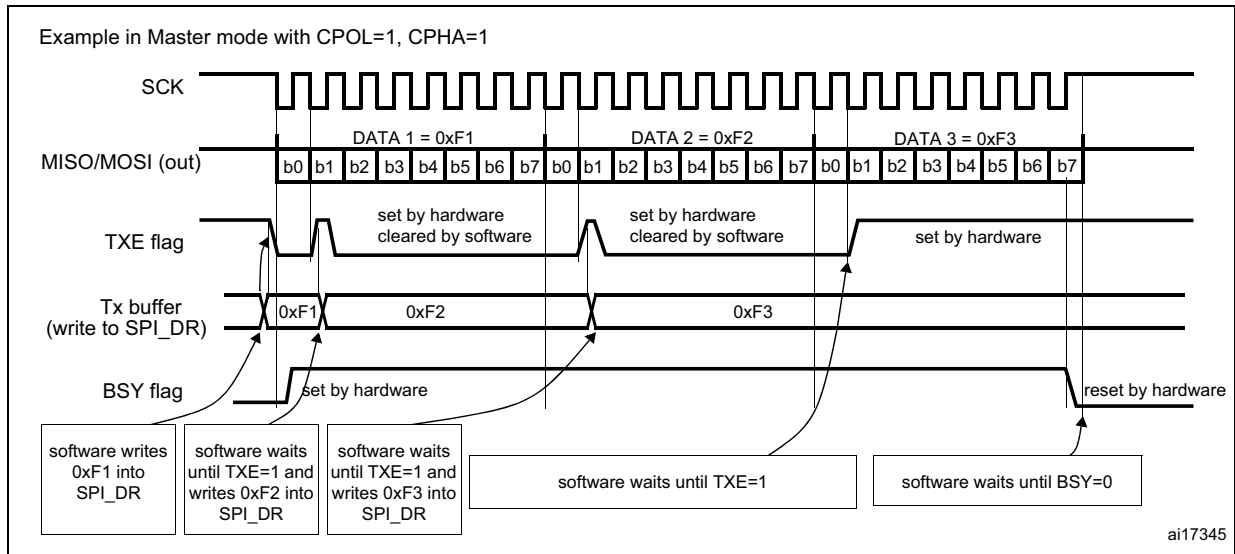 Example in Master mode with CPOL=1, CPHA=1
SCK
DATA 1 = 0xF1
DATA 2 = 0xF2
DATA 3 = 0xF3
MISO/MOSI (out)
b0 b1 b2 b3 b4 b5 b6 b7 b0 b1 b2 b3 b4 b5 b6 b7 b0 b1 b2 b3 b4 b5 b6 b7
TXE flag
set by hardware
cleared by software
set by hardware
cleared by software
set by hardware
Tx buffer
(write to SPI_DR)
0xF1
0xF2
0xF3
BSY flag
set by hardware
reset by hardware
software writes
0xF1 into
SPI_DR
software waits
until TXE=1 and
writes 0xF2 into
SPI_DR
software waits
until TXE=1 and
writes 0xF3 into
SPI_DR
software waits until TXE=1
software waits until BSY=0
ai17345